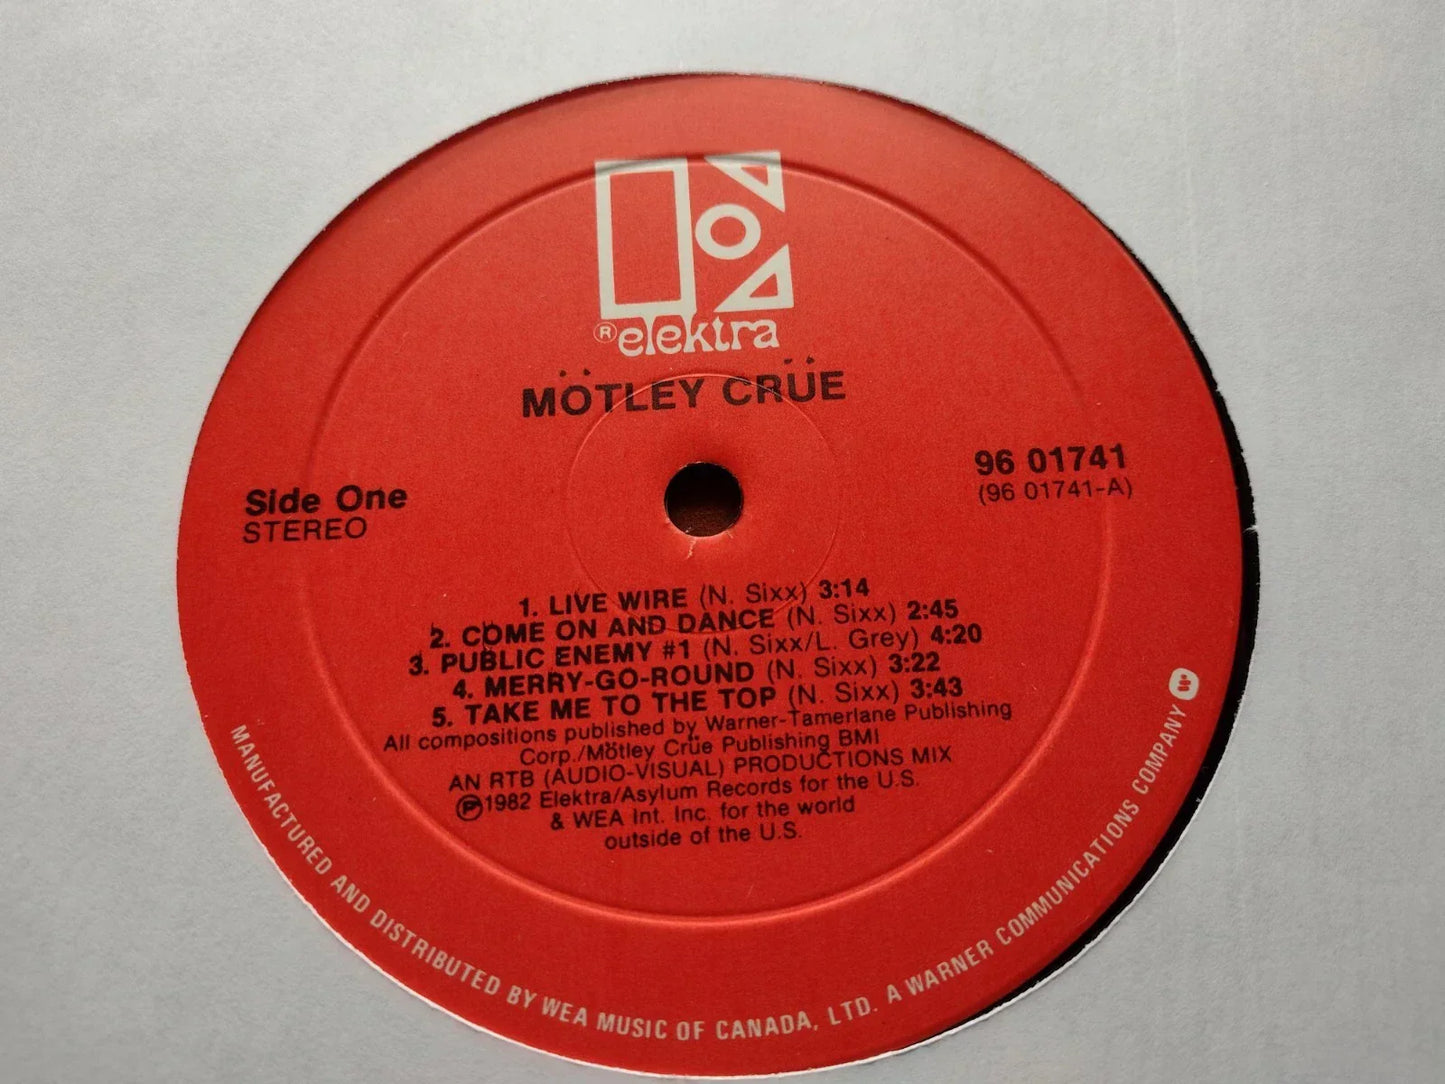 ® elektra
MÖTLEY CRÜE
Side One
STEREO
96 01741
(96 01741-A)
1. LIVE WIRE (N. Sixx) 3:14
2. COME ON AND DANCE (N. Sixx) 2:45
3. PUBLIC ENEMY #1 (N. Sixx/L. Grey) 4:20
4. MERRY-GO-ROUND (N. Sixx) 3:22
5. TAKE ME TO THE TOP (N. Sixx) 3:43
All compositions published by Warner-Tamerlane Publishing
Corp./Mötley Crüe Publishing BMI
AN RTB (AUDIO-VISUAL) PRODUCTIONS MIX
℗1982 Elektra/Asylum Records for the U.S.
& WEA Int. Inc. for the world
outside of the U.S.
MANUFACTURED AND DISTRIBUTED BY WEA MUSIC OF CANADA, LTD. A WARNER COMMUNICATIONS COMPANY